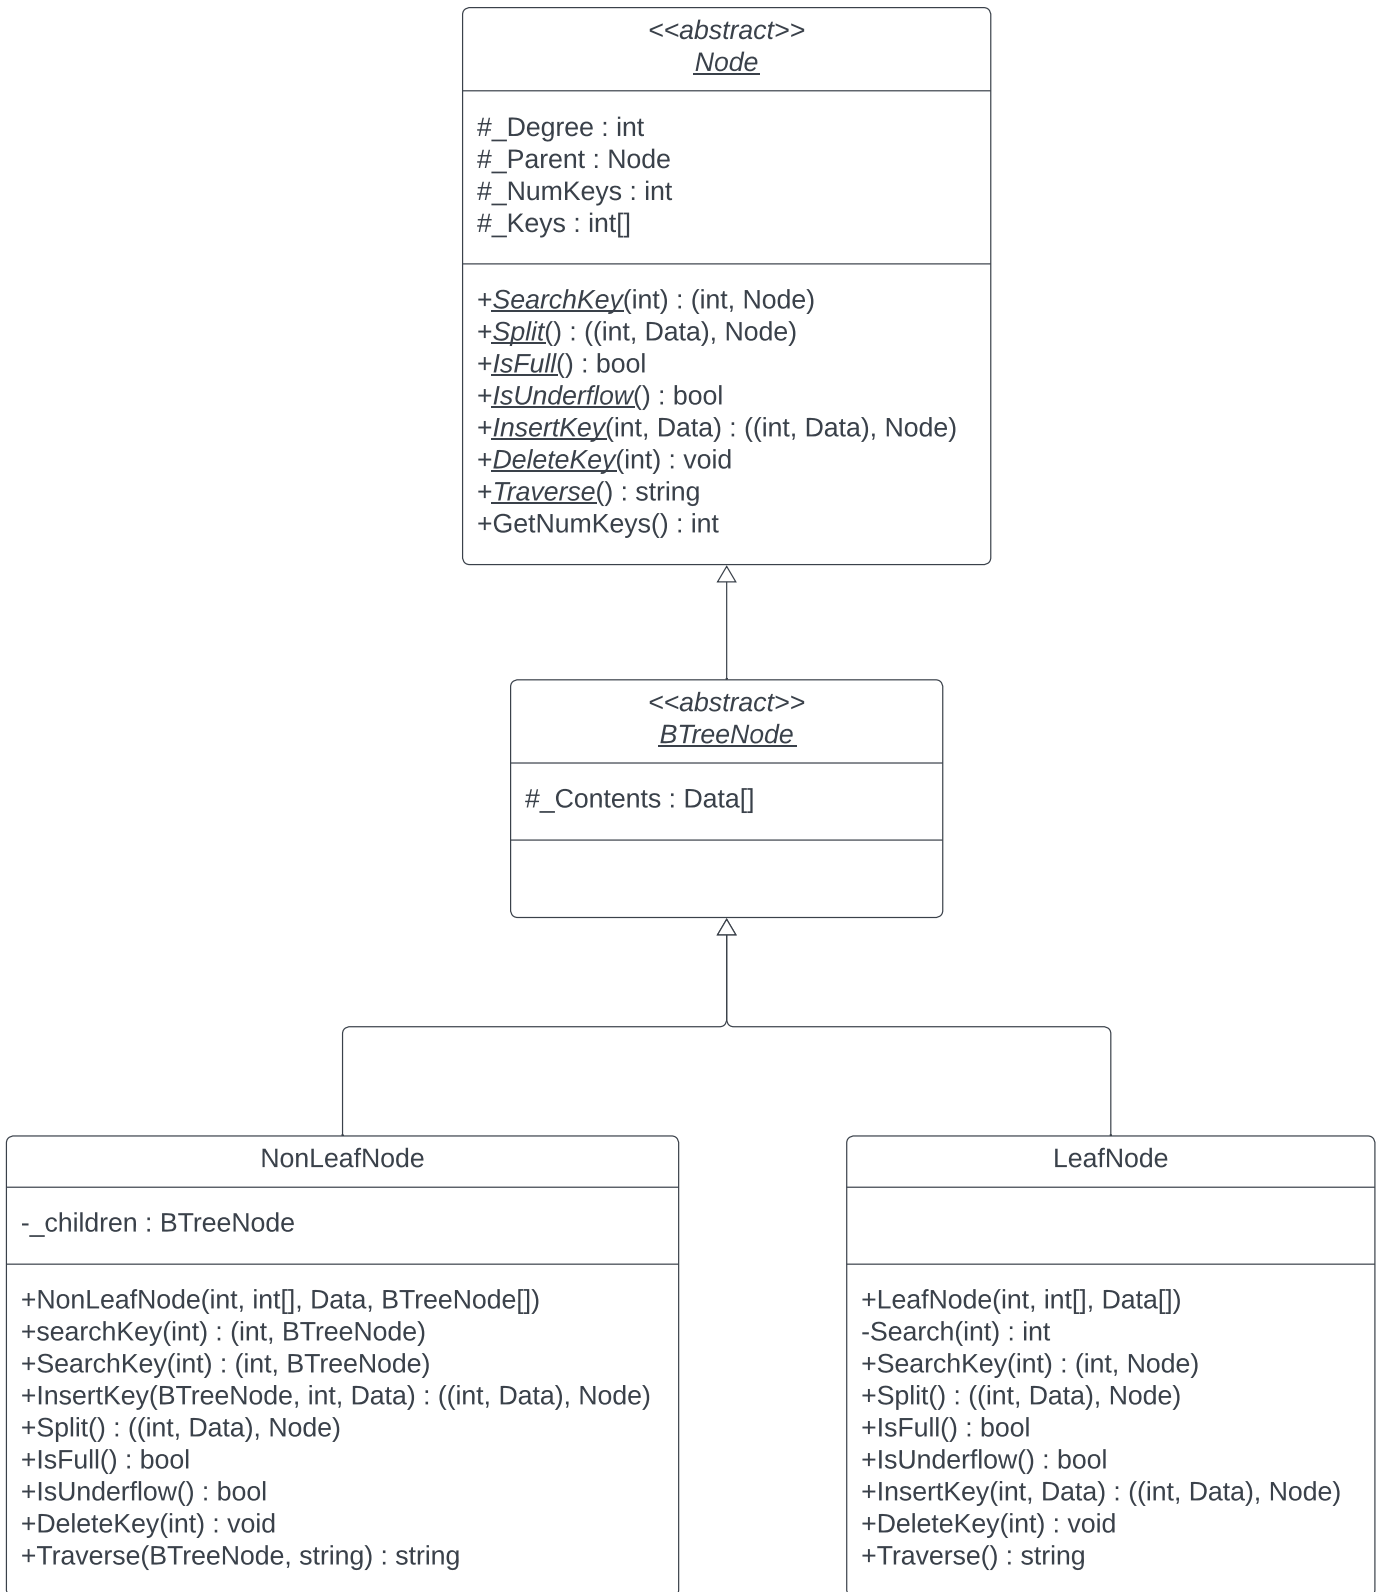 <<abstract>>
Node
#_Degree : int
#_Parent : Node
#_NumKeys : int
#_Keys : int[]
+SearchKey(int) : (int, Node)
+Split() : ((int, Data), Node)
+IsFull() : bool
+IsUnderflow() : bool
+InsertKey(int, Data) : ((int, Data), Node)
+DeleteKey(int) : void
+Traverse() : string
+GetNumKeys() : int
<<abstract>>
BTreeNode
#_Contents : Data[]
NonLeafNode
-_children : BTreeNode
+NonLeafNode(int, int[], Data, BTreeNode[])
+searchKey(int) : (int, BTreeNode)
+SearchKey(int) : (int, BTreeNode)
+InsertKey(BTreeNode, int, Data) : ((int, Data), Node)
+Split() : ((int, Data), Node)
+IsFull() : bool
+IsUnderflow() : bool
+DeleteKey(int) : void
+Traverse(BTreeNode, string) : string
LeafNode
+LeafNode(int, int[], Data[])
-Search(int) : int
+SearchKey(int) : (int, Node)
+Split() : ((int, Data), Node)
+IsFull() : bool
+IsUnderflow() : bool
+InsertKey(int, Data) : ((int, Data), Node)
+DeleteKey(int) : void
+Traverse() : string